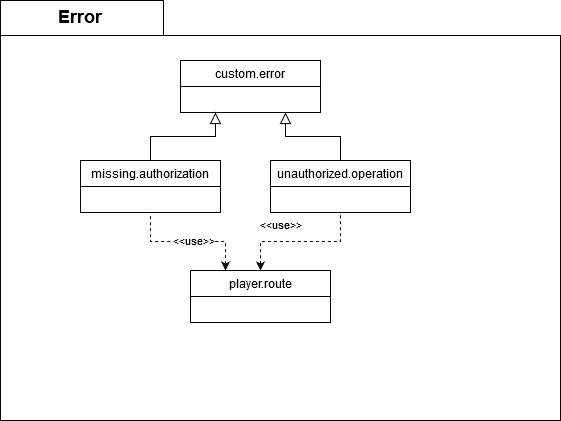 Error
custom.error
missing.authorization
unauthorized.operation
<<use>>
<<use>>
player.route